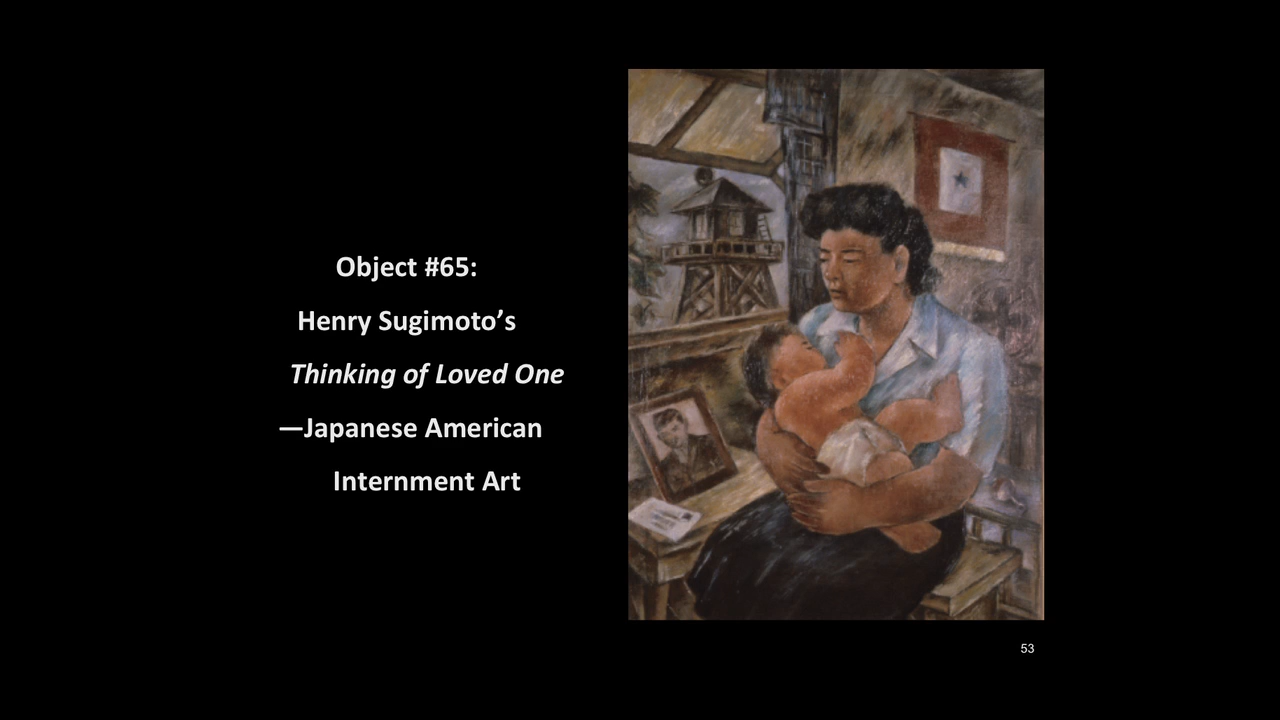 Object #65:
Henry Sugimoto’s
Thinking of Loved One
—Japanese American
Internment Art
53